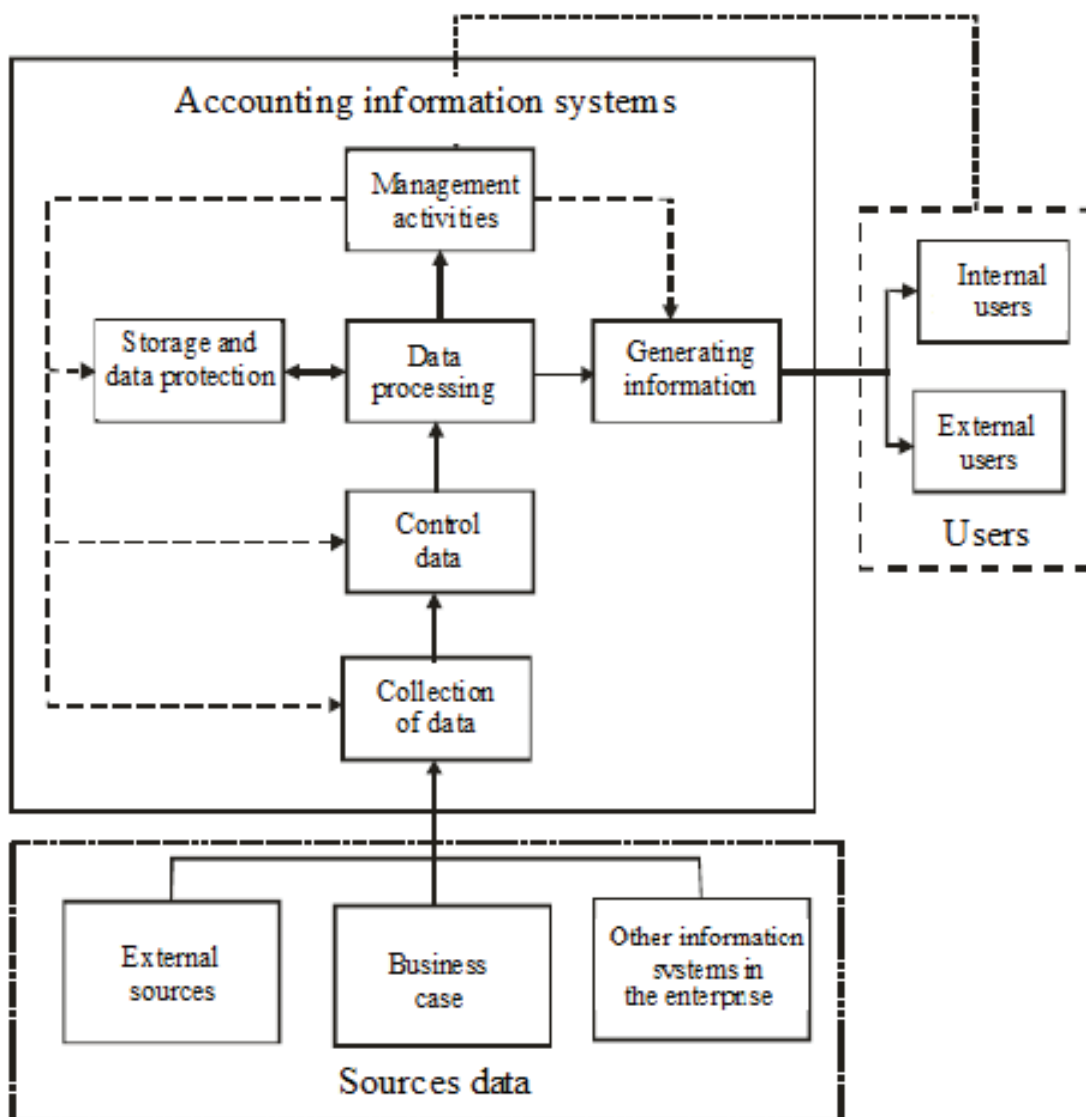 Accounting information systems
Management
activities
Internal
users
Storage and
data protection
Data
processing
Generating
information
External
users
Users
Control
data
Collection
of data
External
sources
Business
case
Other information
systems in
the enterprise
Sources data